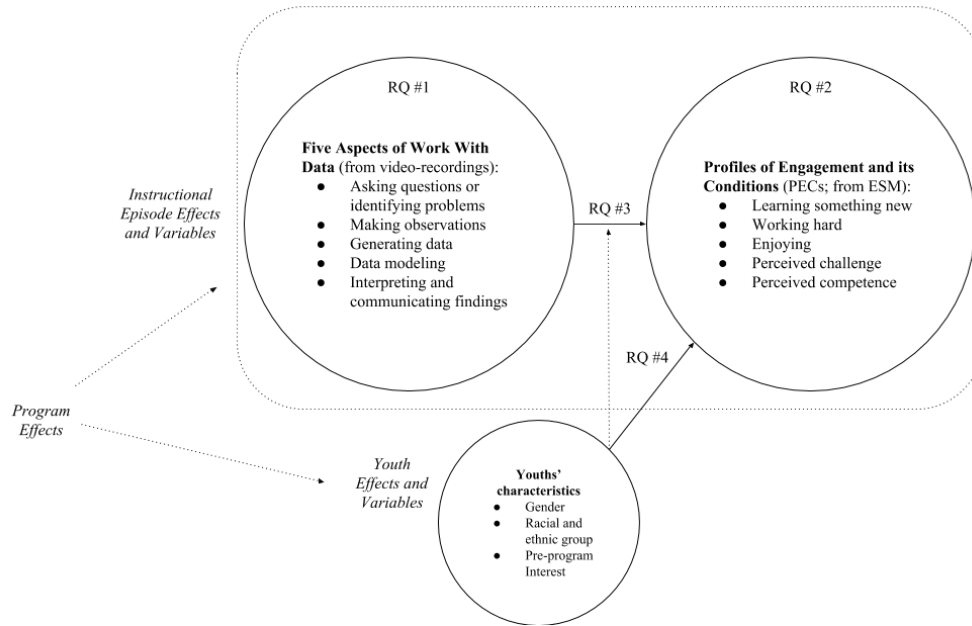 RQ #1
Five Aspects of Work With
Data (from video-recordings):
● Asking questions or
identifying problems
● Making observations
● Generating data
● Data modeling
● Interpreting and
communicating findings
RQ #2
Profiles of Engagement and its
Conditions (PECs; from ESM):
● Learning something new
● Working hard
● Enjoying
● Perceived challenge
● Perceived competence
RQ #3
RQ #4
Instructional
Episode Effects
and Variables
Program
Effects
Youth
Effects and
Variables
Youths'
characteristics
● Gender
● Racial and
ethnic group
● Pre-program
Interest